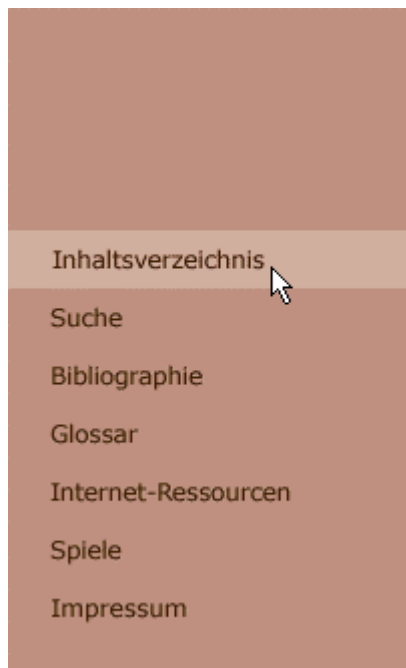 Inhaltsverzeichnis
Suche
Bibliographie
Glossar
Internet-Ressourcen
Spiele
Impressum